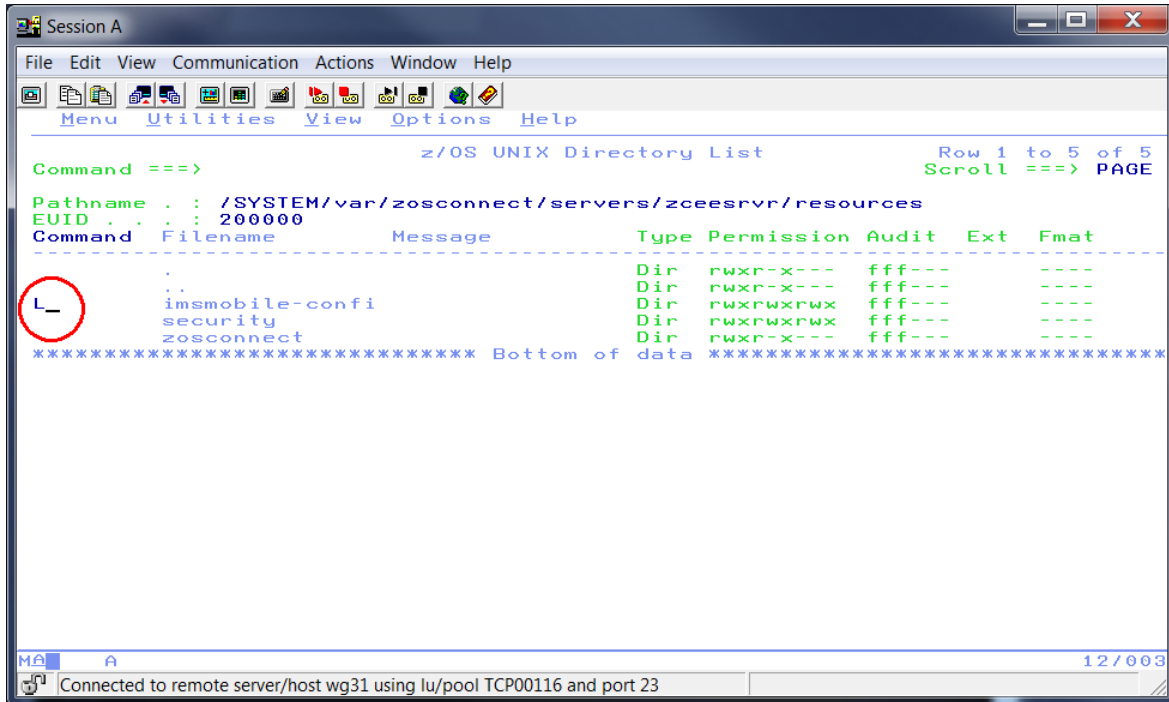 Session A
File Edit View Communication Actions Window Help
Menu Utilities View Options Help
z/OS UNIX Directory List Row 1 to 5 of 5
Command ===> Scroll ===> PAGE
Pathname . : /SYSTEM/var/zosconnect/servers/zceesrvr/resources
EUID . . . : 200000
Command Filename Message Type Permission Audit Ext Fmat
--------------------------------------------------------------------------------
. Dir rwxr-x--- fff--- ----
.. Dir rwxr-x--- fff--- ----
L_ imsmobile-confi Dir rwxrwxrwx fff--- ----
security Dir rwxrwxrwx fff--- ----
zosconnect Dir rwxr-x--- fff--- ----
******************************* Bottom of data ********************************
MA A 12/003
Connected to remote server/host wg31 using lu/pool TCP00116 and port 23